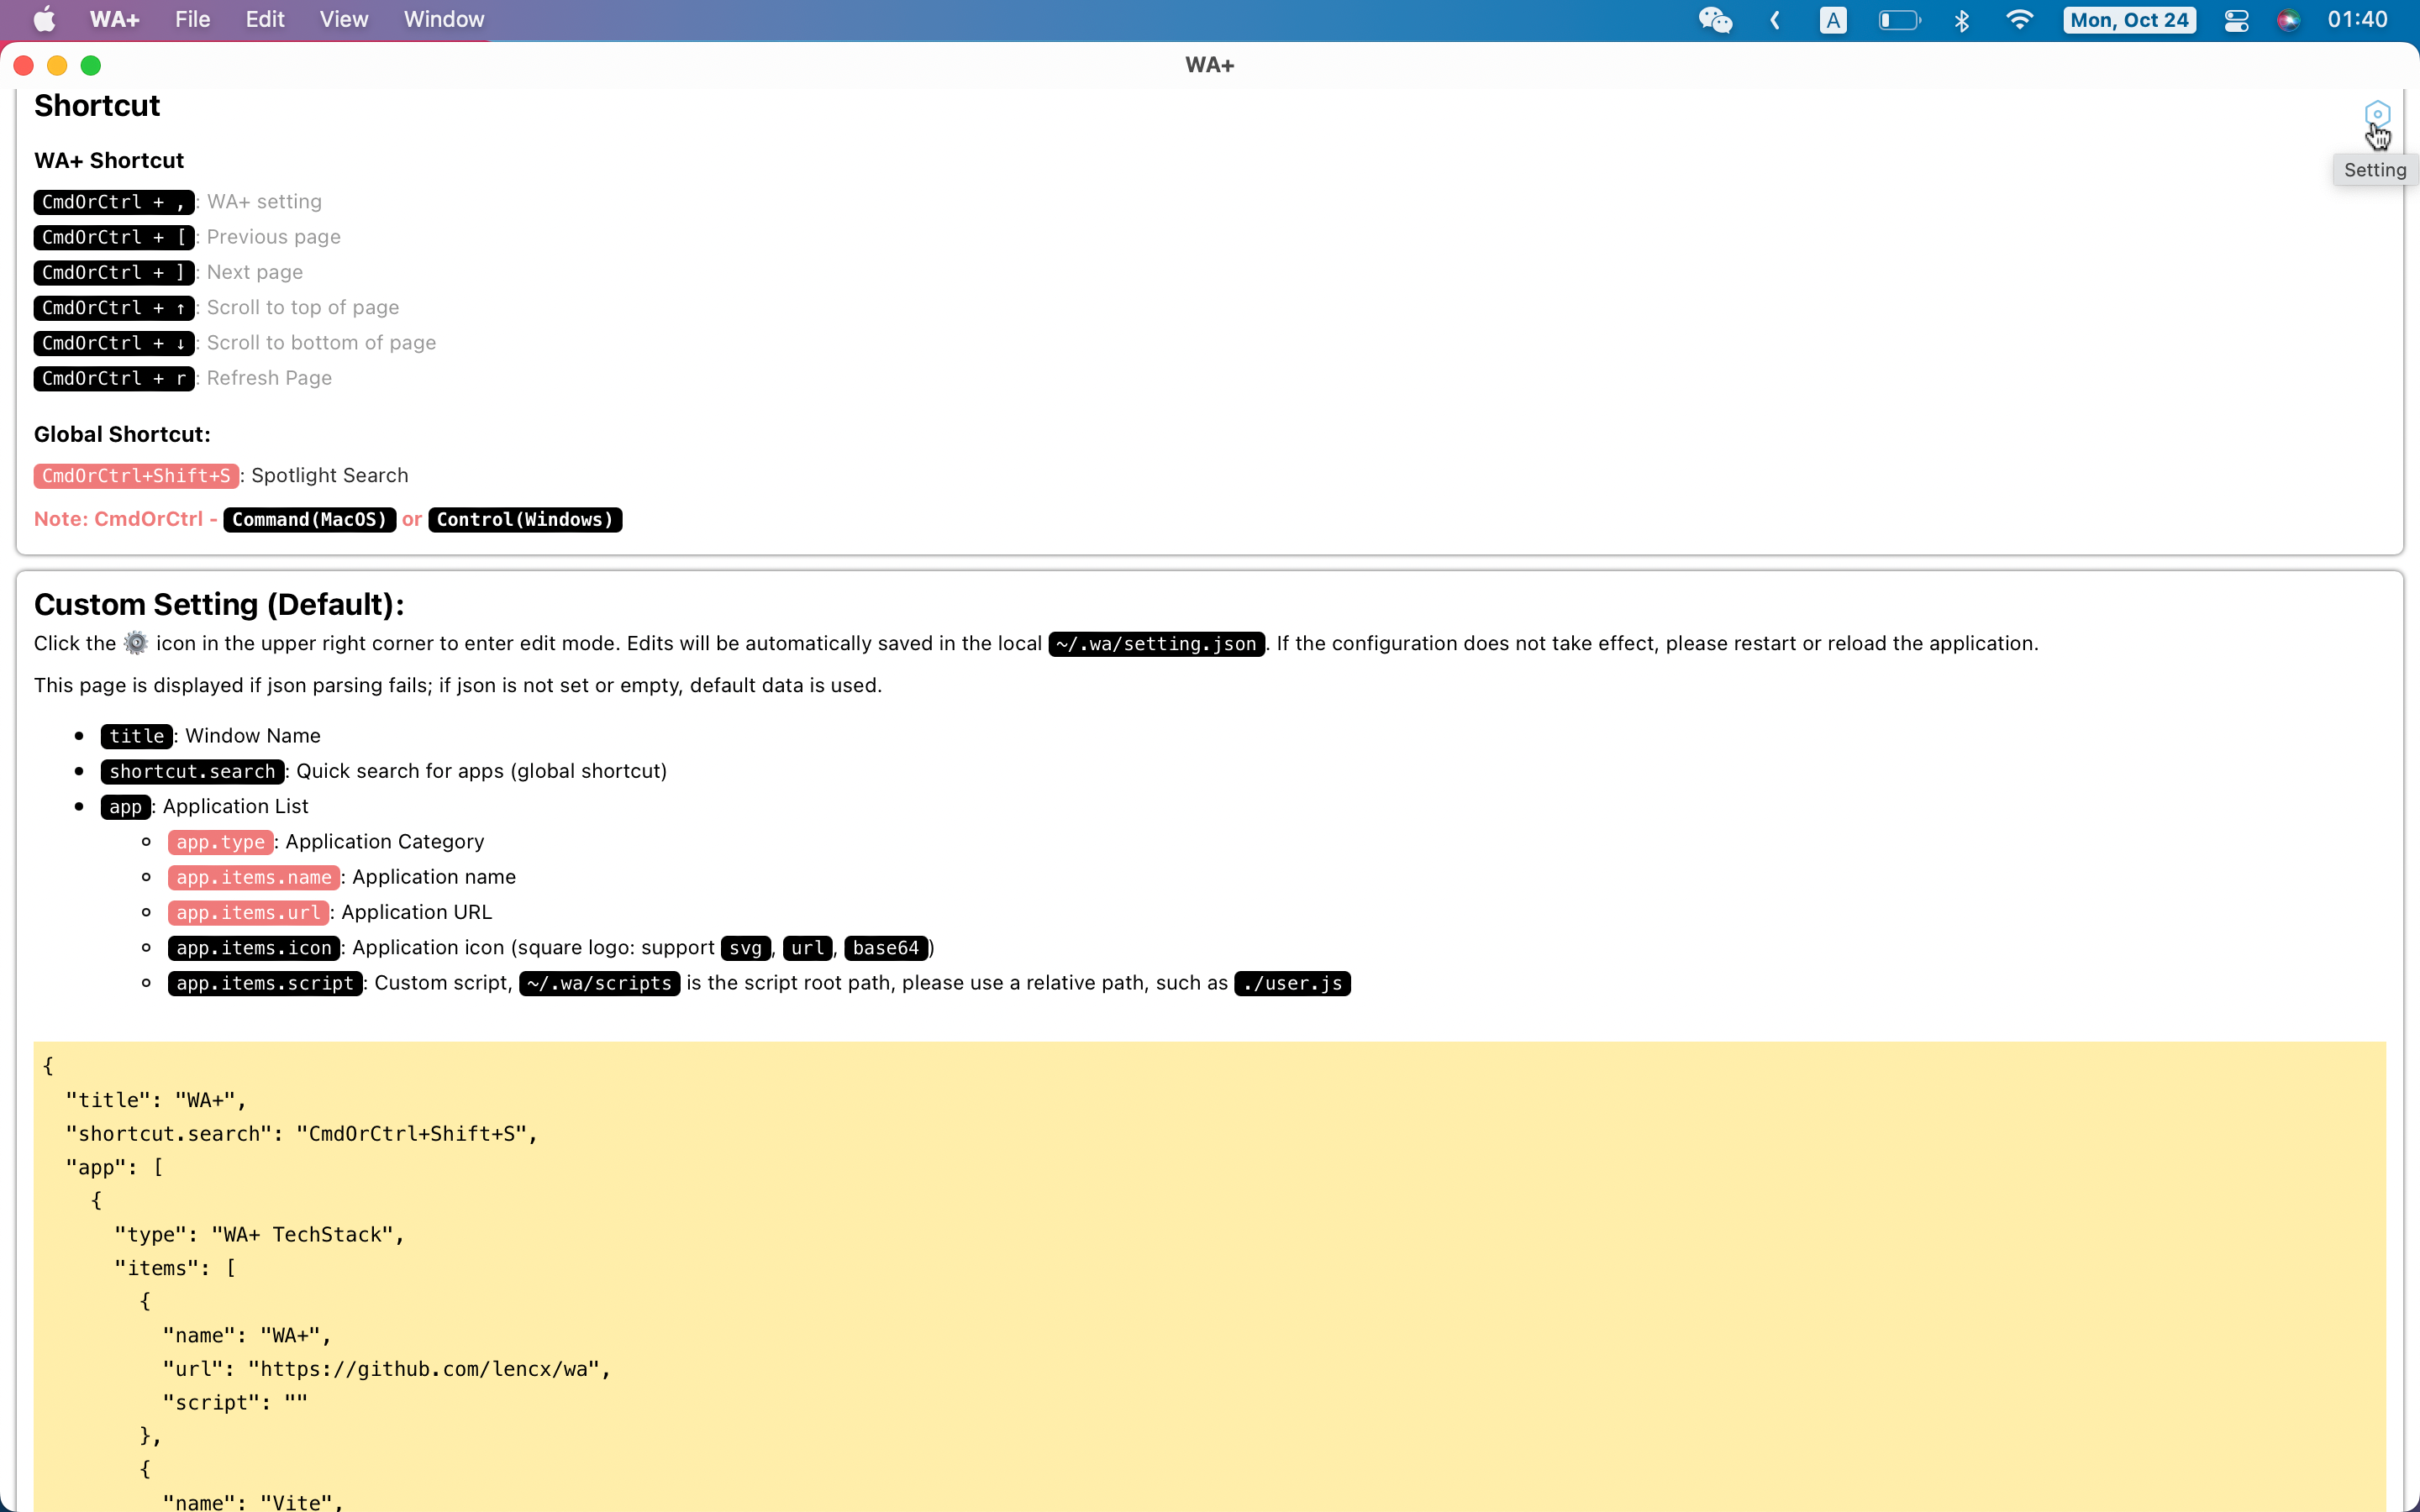 WA+ File Edit View Window A Mon, Oct 24 01:40
WA+
Shortcut
Setting
WA+ Shortcut
CmdOrCtrl + , : WA+ setting
CmdOrCtrl + [ : Previous page
CmdOrCtrl + ] : Next page
CmdOrCtrl + ↑ : Scroll to top of page
CmdOrCtrl + ↓ : Scroll to bottom of page
CmdOrCtrl + r : Refresh Page
Global Shortcut:
CmdOrCtrl+Shift+S : Spotlight Search
Note: CmdOrCtrl - Command(MacOS) or Control(Windows)
Custom Setting (Default):
Click the ⚙️ icon in the upper right corner to enter edit mode. Edits will be automatically saved in the local ~/.wa/setting.json . If the configuration does not take effect, please restart or reload the application.
This page is displayed if json parsing fails; if json is not set or empty, default data is used.
• title : Window Name
• shortcut.search : Quick search for apps (global shortcut)
• app : Application List
◦ app.type : Application Category
◦ app.items.name : Application name
◦ app.items.url : Application URL
◦ app.items.icon : Application icon (square logo: support svg , url , base64 )
◦ app.items.script : Custom script, ~/.wa/scripts is the script root path, please use a relative path, such as ./user.js
{
"title": "WA+",
"shortcut.search": "CmdOrCtrl+Shift+S",
"app": [
{
"type": "WA+ TechStack",
"items": [
{
"name": "WA+",
"url": "https://github.com/lencx/wa",
"script": ""
},
{
"name": "Vite",